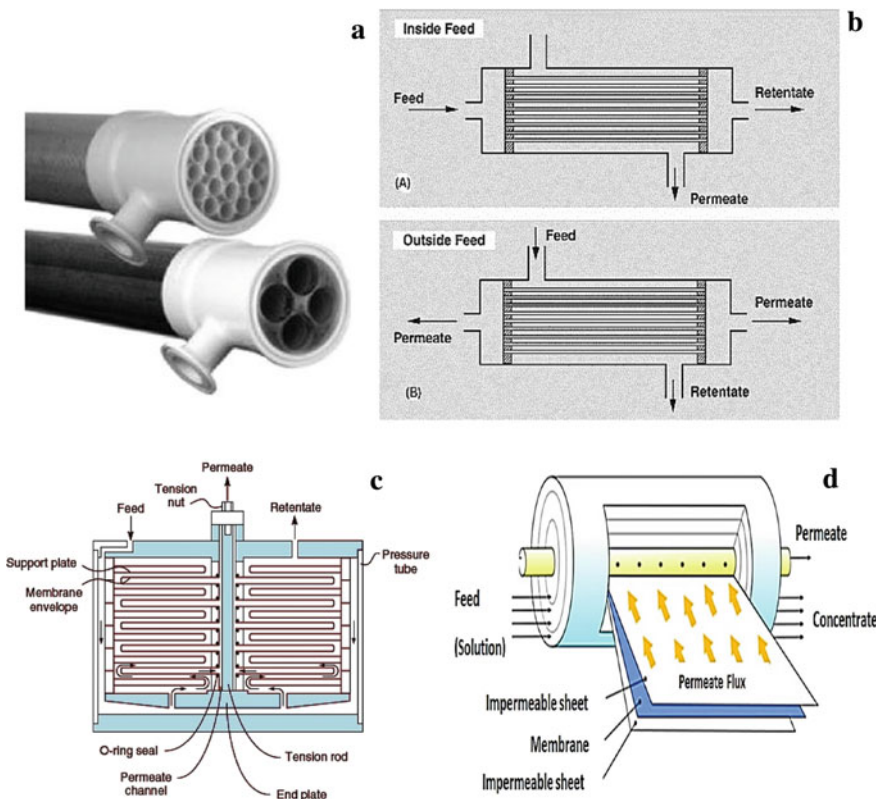 a
b
Inside Feed
Feed
Retentate
(A)
Permeate
Outside Feed
Feed
Permeate
Permeate
(B)
Retentate
c
Permeate
Tension
nut
Feed
Retentate
Support plate
Membrane
envelope
Pressure
tube
O-ring seal
Permeate
channel
End plate
Tension rod
d
Permeate
Feed
(Solution)
Concentrate
Permeate Flux
Impermeable sheet
Membrane
Impermeable sheet